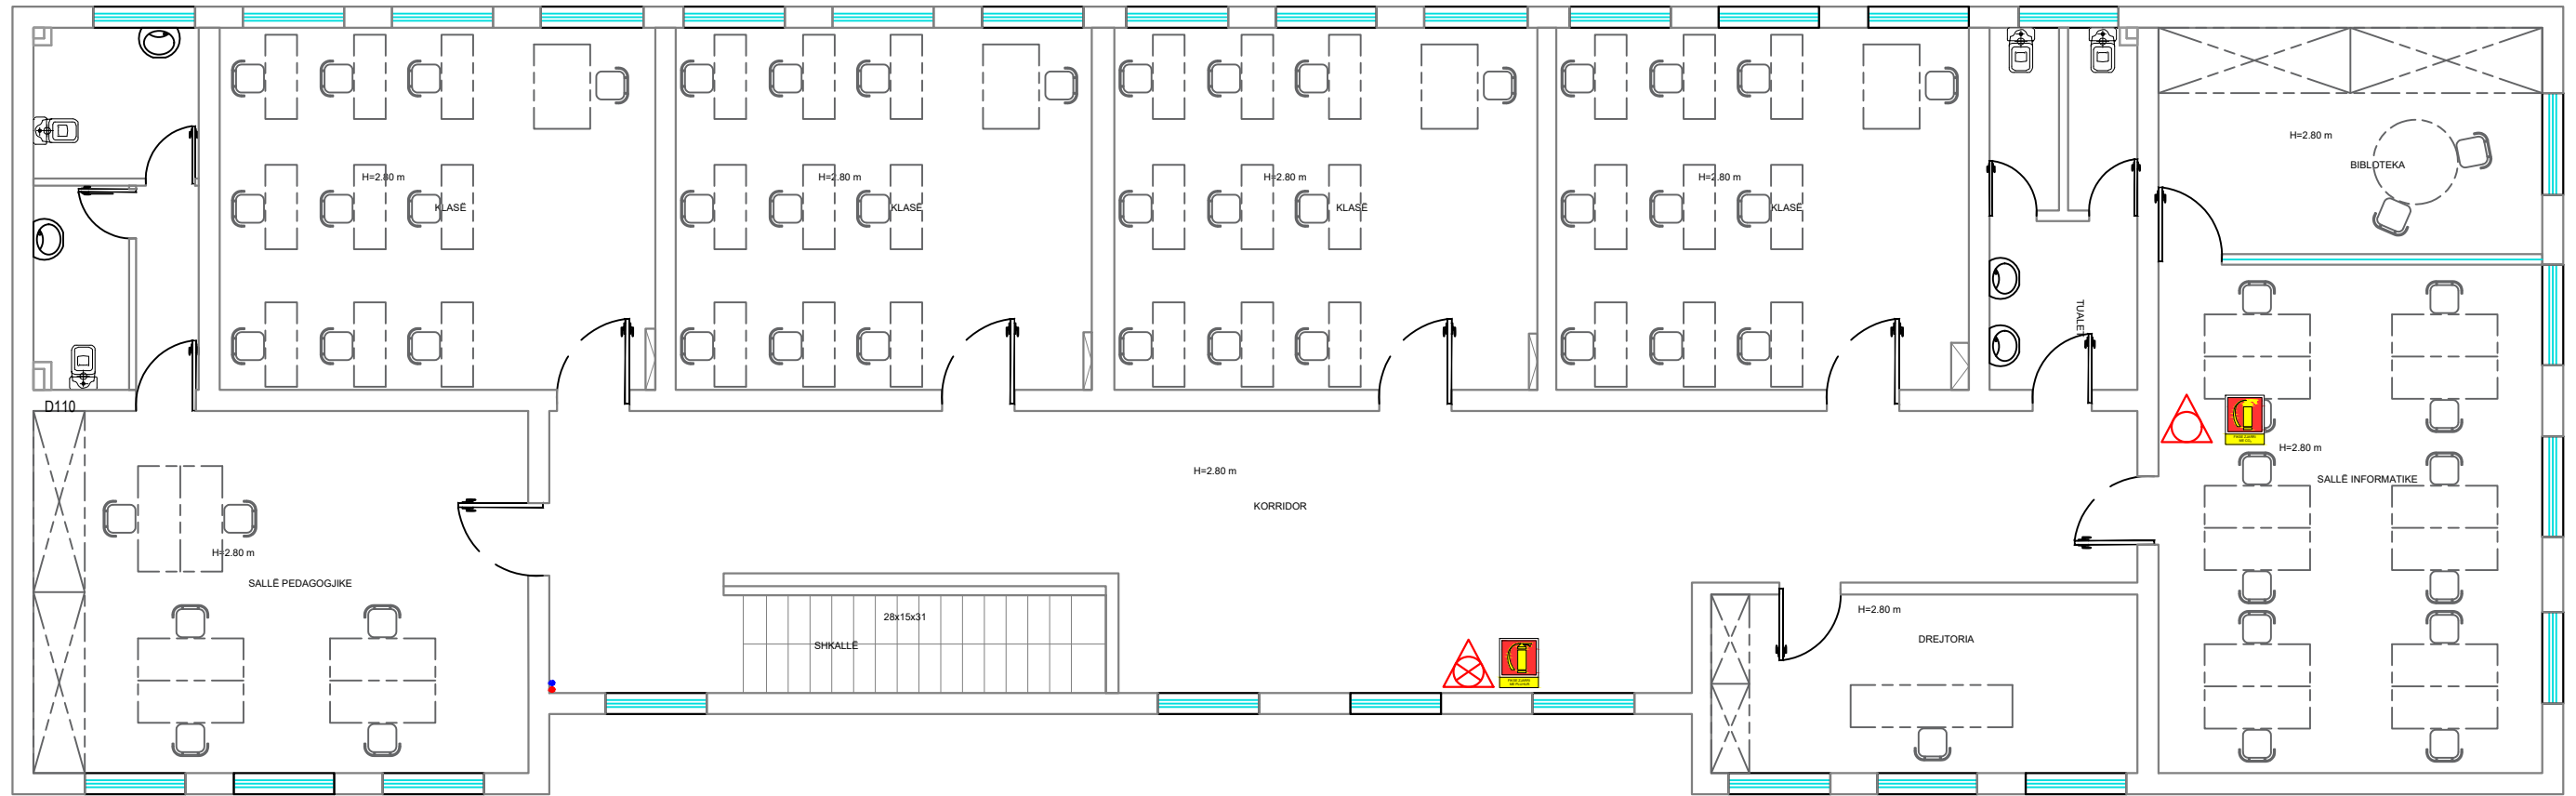 H=2.80 m
KLASË
H=2.80 m
KLASË
H=2.80 m
KLASË
H=2.80 m
KLASË
TUALET
H=2.80 m
BIBLOTEKA
D110
H=2.80 m
SALLË PEDAGOGJIKE
H=2.80 m
KORRIDOR
28x15x31
SHKALLË
H=2.80 m
DREJTORIA
H=2.80 m
SALLË INFORMATIKE